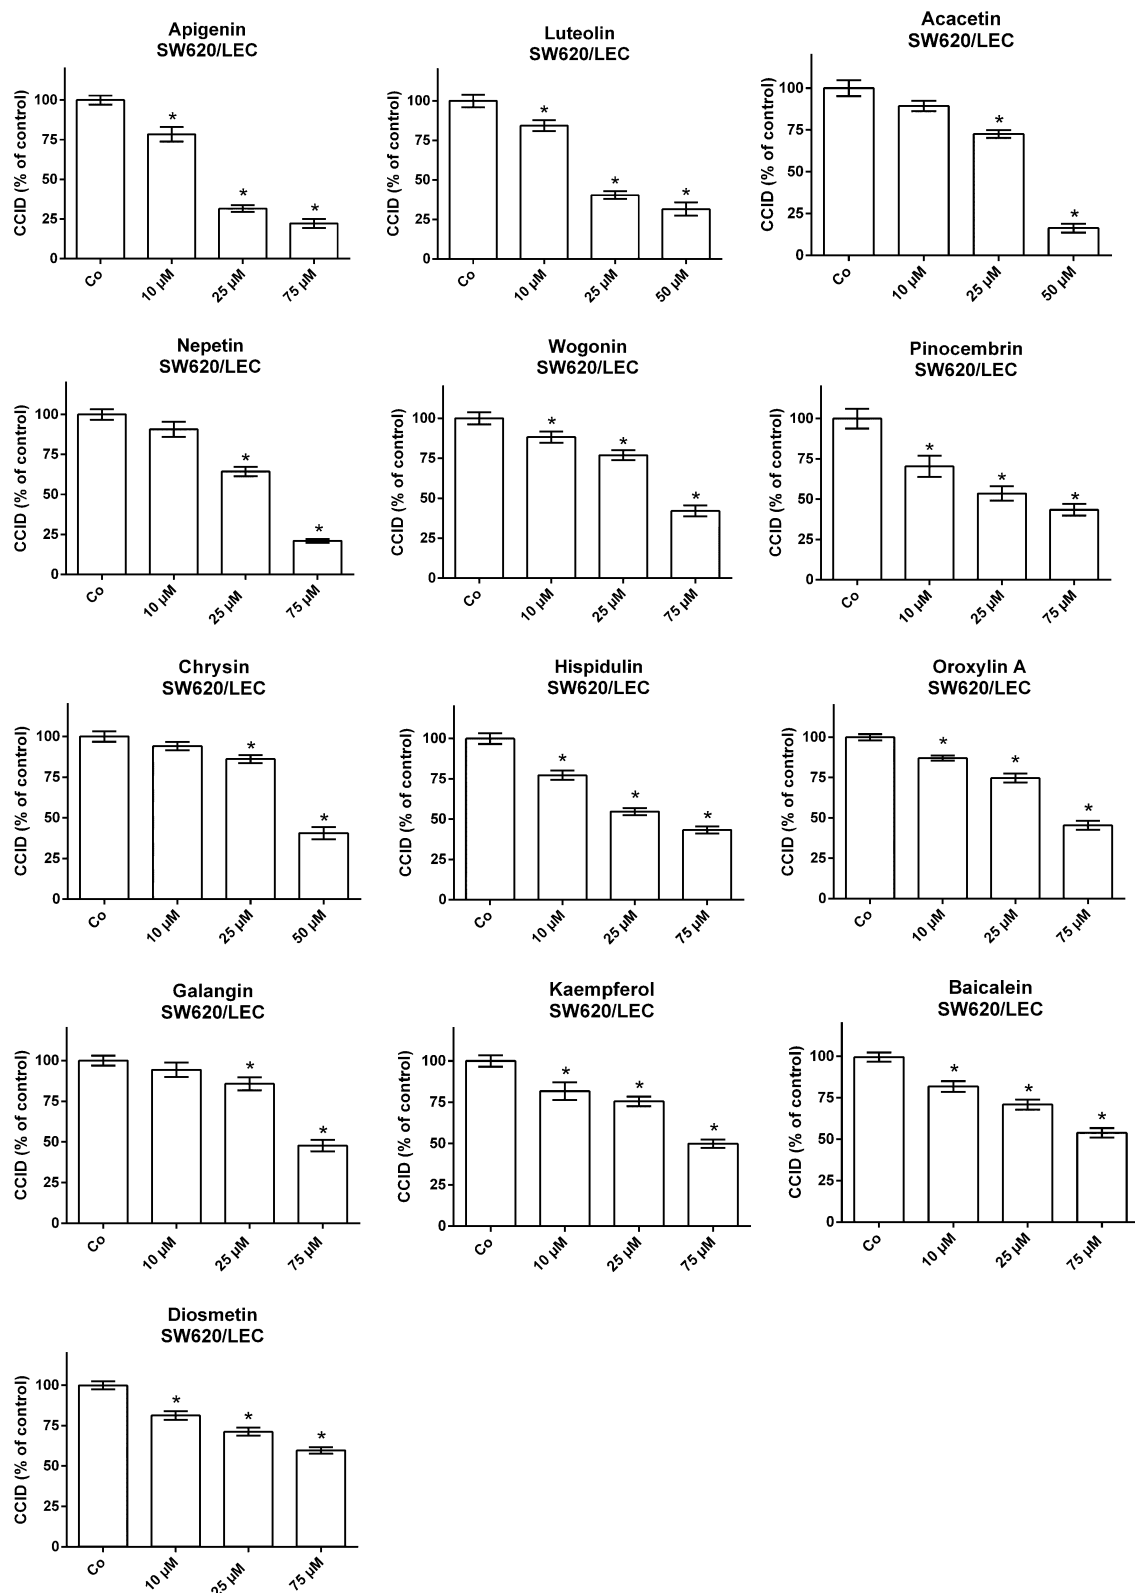 Apigenin
SW620/LEC
CCID (% of control)
100
75
50
25
0
*
*
*
Co
10 µM
25 µM
75 µM
Luteolin
SW620/LEC
CCID (% of control)
100
75
50
25
0
*
*
*
Co
10 µM
25 µM
50 µM
Acacetin
SW620/LEC
CCID (% of control)
100
75
50
25
0
*
*
Co
10 µM
25 µM
50 µM
Nepetin
SW620/LEC
CCID (% of control)
100
75
50
25
0
*
*
Co
10 µM
25 µM
75 µM
Wogonin
SW620/LEC
CCID (% of control)
100
75
50
25
0
*
*
*
Co
10 µM
25 µM
75 µM
Pinocembrin
SW620/LEC
CCID (% of control)
100
75
50
25
0
*
*
*
Co
10 µM
25 µM
75 µM
Chrysin
SW620/LEC
CCID (% of control)
100
75
50
25
0
*
*
Co
10 µM
25 µM
50 µM
Hispidulin
SW620/LEC
CCID (% of control)
100
75
50
25
0
*
*
*
Co
10 µM
25 µM
75 µM
Oroxylin A
SW620/LEC
CCID (% of control)
100
75
50
25
0
*
*
*
Co
10 µM
25 µM
75 µM
Galangin
SW620/LEC
CCID (% of control)
100
75
50
25
0
*
*
Co
10 µM
25 µM
75 µM
Kaempferol
SW620/LEC
CCID (% of control)
100
75
50
25
0
*
*
*
Co
10 µM
25 µM
75 µM
Baicalein
SW620/LEC
CCID (% of control)
100
75
50
25
0
*
*
*
Co
10 µM
25 µM
75 µM
Diosmetin
SW620/LEC
CCID (% of control)
100
75
50
25
0
*
*
*
Co
10 µM
25 µM
75 µM